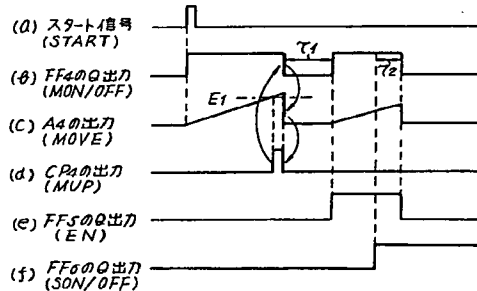 (a) スタート信号
(START)
(b) FF4のQ出力
(MON/OFF)
τ1
τ2
E1
(c) A4の出力
(MOVE)
(d) CP4の出力
(MUP)
(e) FF5のQ出力
(EN)
(f) FF6のQ出力
(SON/OFF)